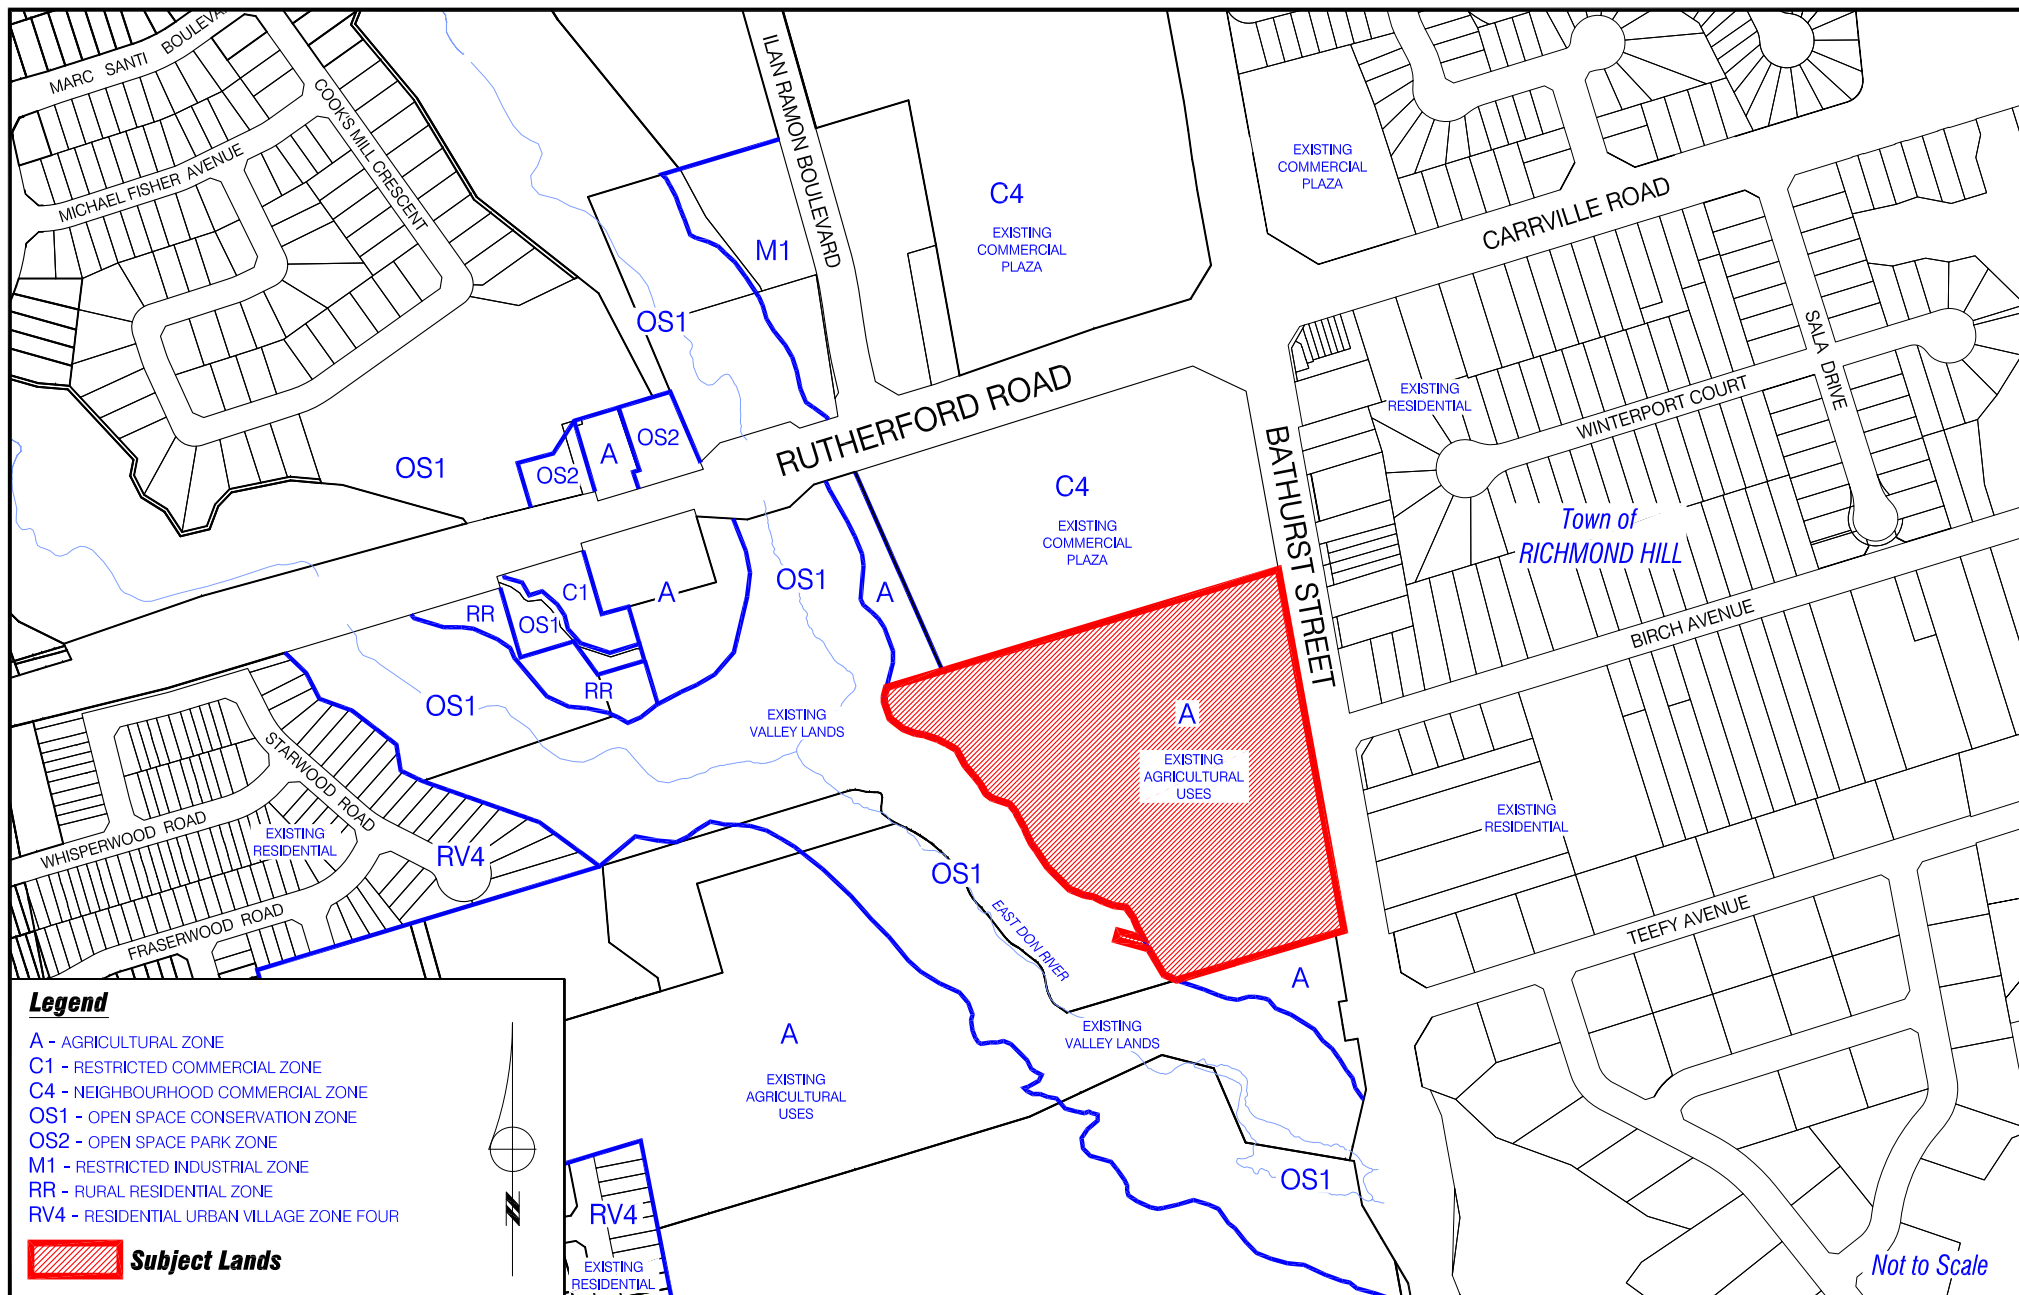 MARC SANTI BOULEVA
COOK'S MILL CRESCENT
MICHAEL FISHER AVENUE
ILAN RAMON BOULEVARD
M1
C4
EXISTING
COMMERCIAL
PLAZA
EXISTING
COMMERCIAL
PLAZA
CARRVILLE ROAD
OS1
SALA DRIVE
EXISTING
RESIDENTIAL
WINTERPORT COURT
RUTHERFORD ROAD
BATHURST STREET
OS1
OS2
A
OS2
C4
EXISTING
COMMERCIAL
PLAZA
Town of
RICHMOND HILL
BIRCH AVENUE
RR
OS1
C1
A
OS1
A
RR
OS1
EXISTING
VALLEY LANDS
A
EXISTING
AGRICULTURAL
USES
STARWOOD ROAD
WHISPERWOOD ROAD
EXISTING
RESIDENTIAL
RV4
FRASERWOOD ROAD
OS1
EAST DON RIVER
EXISTING
RESIDENTIAL
TEEFY AVENUE
A
A
EXISTING
AGRICULTURAL
USES
EXISTING
VALLEY LANDS
OS1
RV4
EXISTING
RESIDENTIAL
Legend
A - AGRICULTURAL ZONE
C1 - RESTRICTED COMMERCIAL ZONE
C4 - NEIGHBOURHOOD COMMERCIAL ZONE
OS1 - OPEN SPACE CONSERVATION ZONE
OS2 - OPEN SPACE PARK ZONE
M1 - RESTRICTED INDUSTRIAL ZONE
RR - RURAL RESIDENTIAL ZONE
RV4 - RESIDENTIAL URBAN VILLAGE ZONE FOUR
Subject Lands
N
Not to Scale